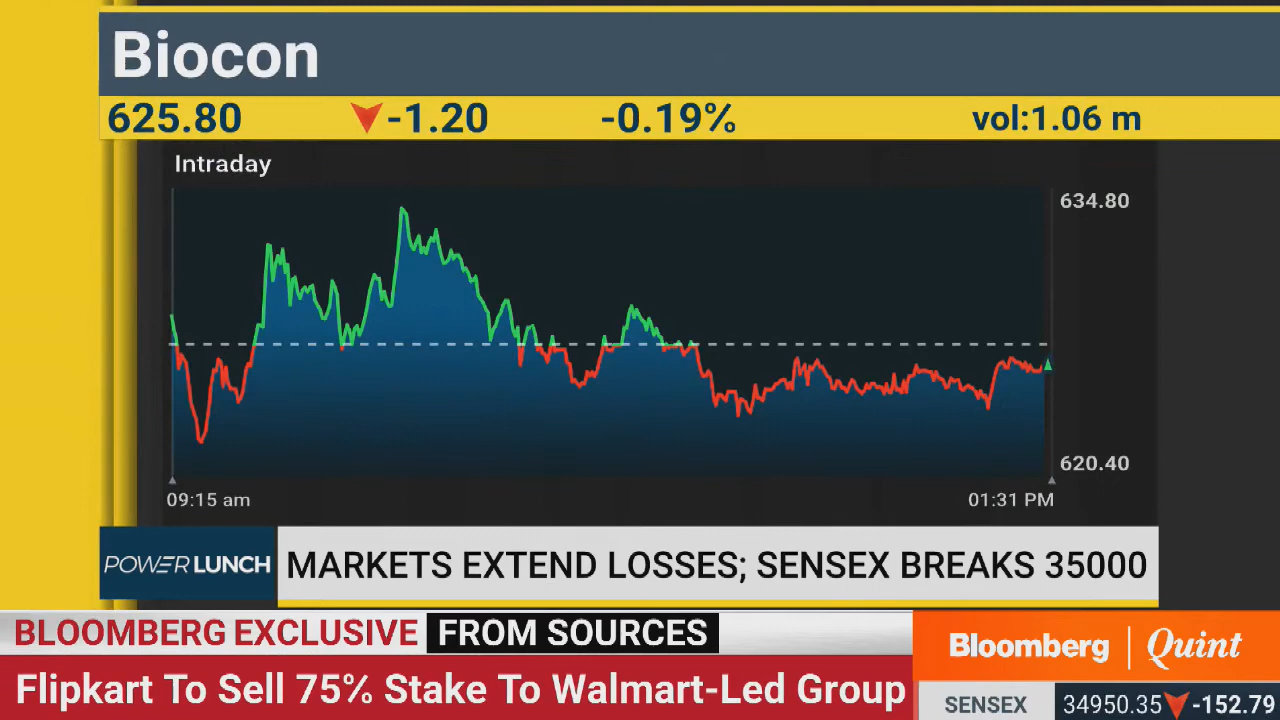 Biocon
625.80 -1.20 -0.19% vol:1.06 m
Intraday
634.80
620.40
09:15 am 01:31 PM
POWER LUNCH MARKETS EXTEND LOSSES; SENSEX BREAKS 35000
BLOOMBERG EXCLUSIVE FROM SOURCES
Flipkart To Sell 75% Stake To Walmart-Led Group
Bloomberg | Quint
SENSEX 34950.35 -152.79